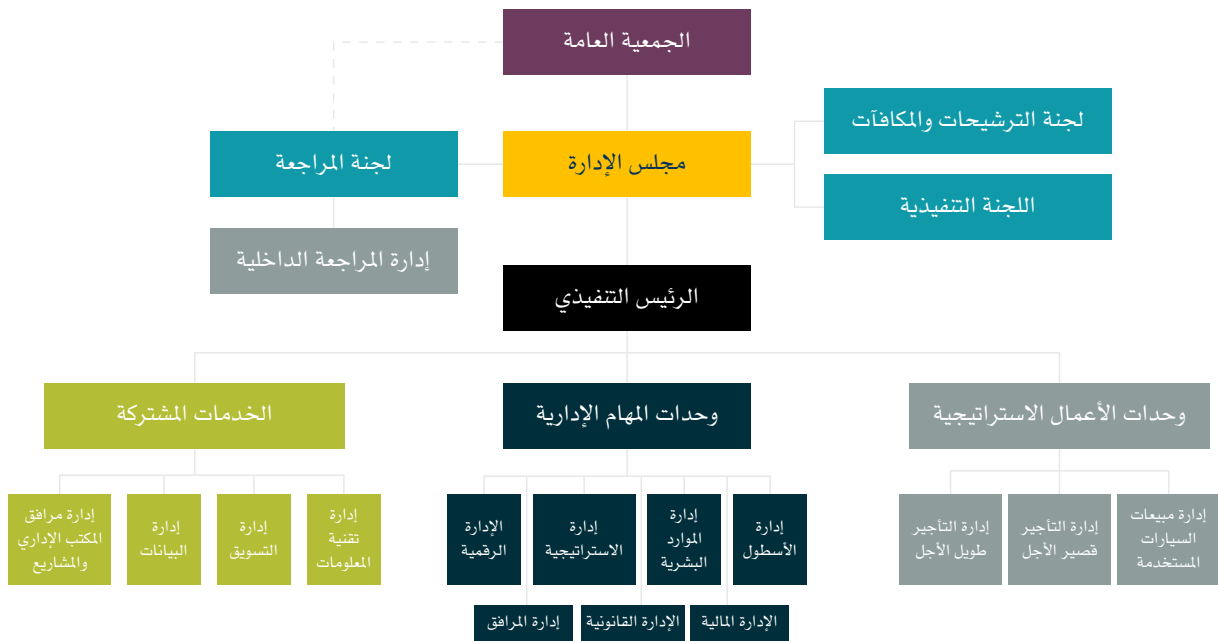 الجمعية العامة
لجنة الترشيحات والمكافآت
مجلس الإدارة
لجنة المراجعة
اللجنة التنفيذية
إدارة المراجعة الداخلية
الرئيس التنفيذي
وحدات الأعمال الاستراتيجية
وحدات المهام الإدارية
الخدمات المشتركة
إدارة مبيعات
السيارات
المستخدمة
إدارة التأجير
قصير الأجل
إدارة التأجير
طويل الأجل
إدارة
الأسطول
إدارة
الموارد
البشرية
إدارة
الاستراتيجية
الإدارة
الرقمية
الإدارة المالية
الإدارة القانونية
إدارة المرافق
إدارة
تقنية
المعلومات
إدارة
التسويق
إدارة
البيانات
إدارة مرافق
المكتب الإداري
والمشاريع